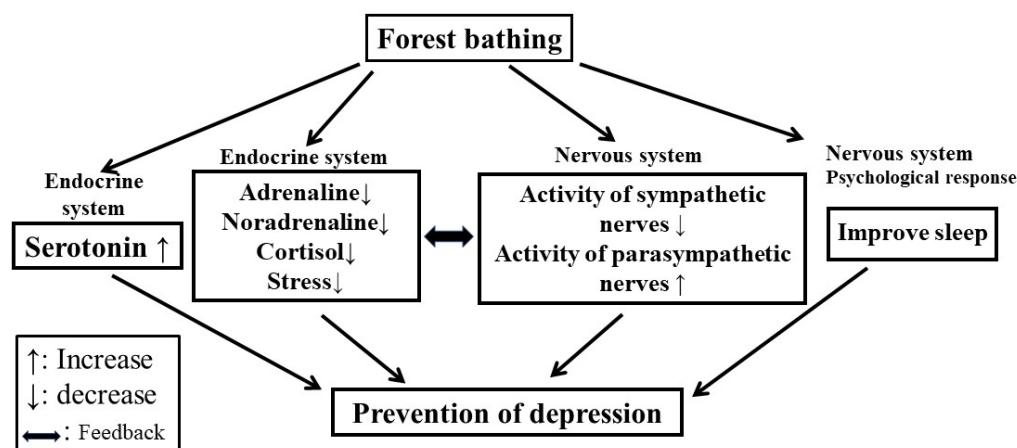 Forest bathing
Endocrine
system
Serotonin ↑
Endocrine system
Adrenaline↓
Noradrenaline↓
Cortisol↓
Stress↓
Nervous system
Activity of sympathetic
nerves ↓
Activity of parasympathetic
nerves ↑
Nervous system
Psychological response
Improve sleep
Prevention of depression
↑: Increase
↓: decrease
⬌: Feedback